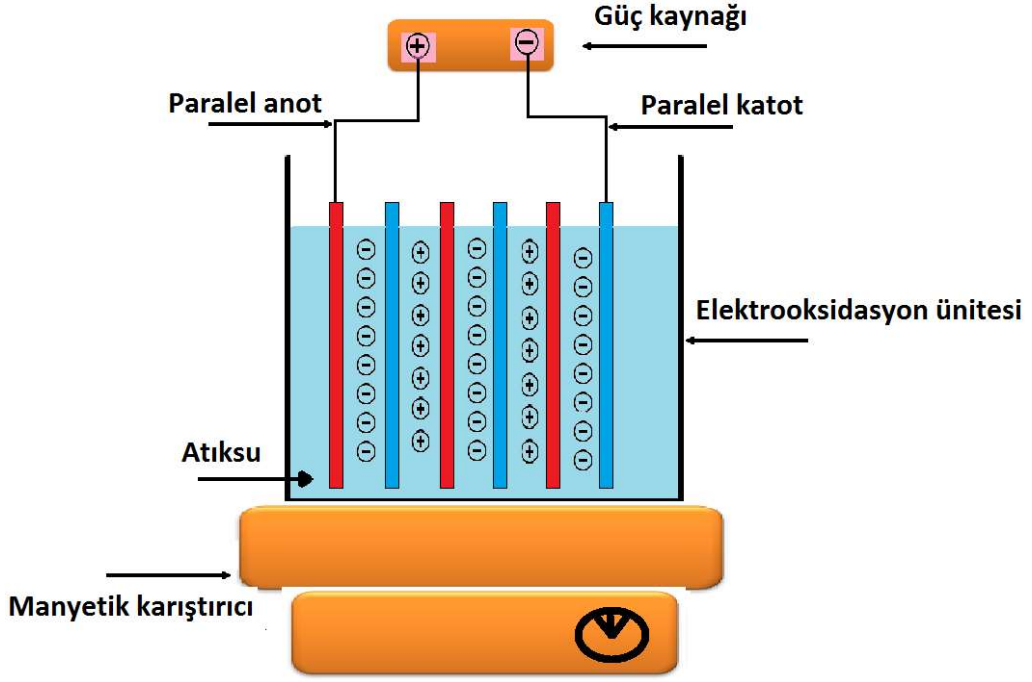 Güç kaynağı
Paralel anot
Paralel katot
Elektrooksidasyon ünitesi
Atıksu
Manyetik karıştırıcı